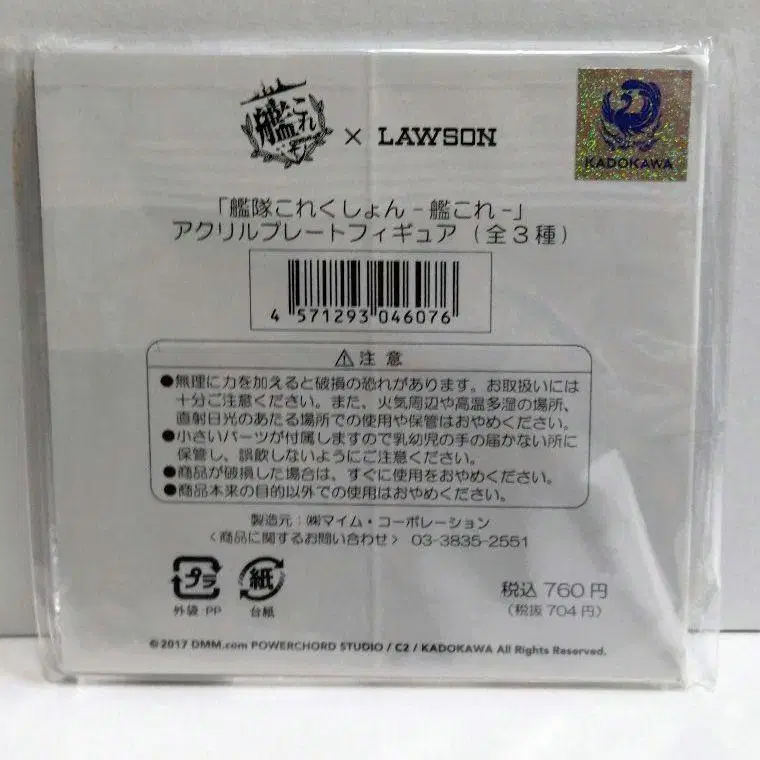 艦これ × LAWSON
KADOKAWA
「艦隊これくしょん -艦これ-」
アクリルプレートフィギュア（全3種）
4 571293 046076
⚠注意
●無理に力を加えると破損の恐れがあります。お取扱いには
十分ご注意ください。また、火気周辺や高温多湿の場所、
直射日光のあたる場所での使用や保管はおやめください。
●小さいパーツが付属しますので乳幼児の手の届かない所に
保管し、誤飲しないようにご注意ください。
●商品が破損した場合は、すぐに使用をおやめください。
●商品本来の目的以外での使用はおやめください。
製造元：㈱マイム・コーポレーション
＜商品に関するお問い合わせ＞ 03-3835-2551
プラ
紙
外袋:PP
台紙
税込 760円
（税抜 704円）
©2017 DMM.com POWERCHORD STUDIO / C2 / KADOKAWA All Rights Reserved.